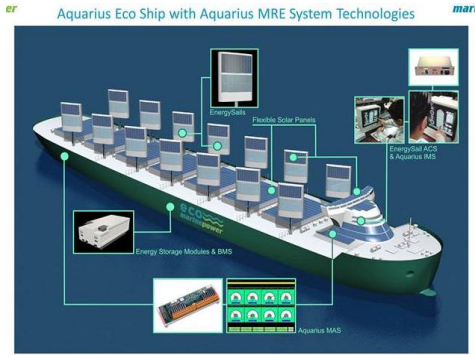 er
Aquarius Eco Ship with Aquarius MRE System Technologies
mar
EnergySails
Flexible Solar Panels
EnergySail ACS
& Aquarius IMS
eco
marinepower
Energy Storage Modules & BMS
Aquarius MAS